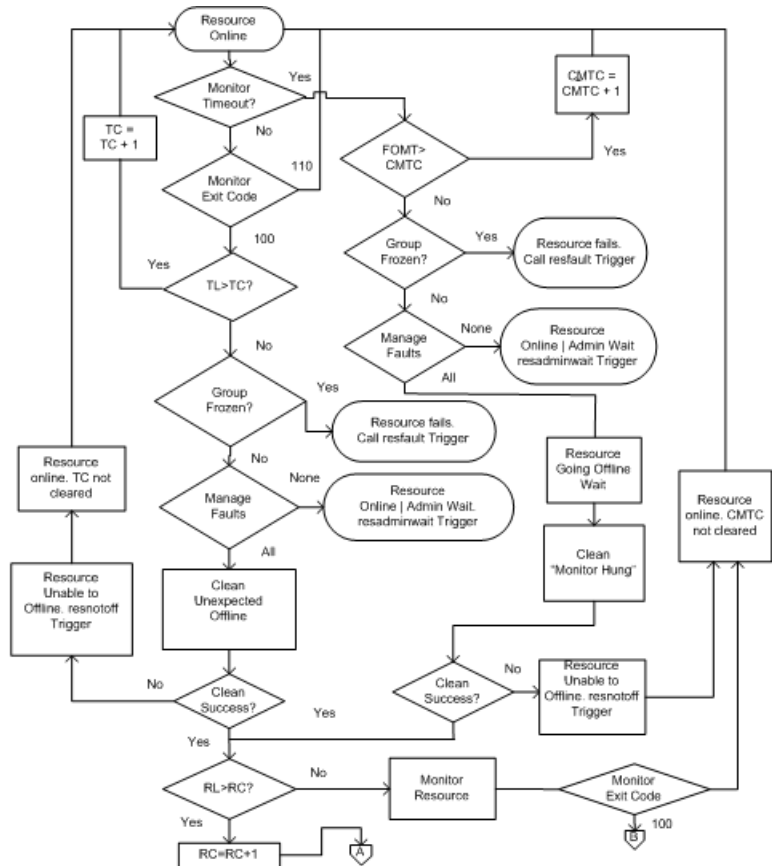 Resource
Online
Monitor
Timeout?
Yes
CMTC =
CMTC + 1
TC =
TC + 1
No
FOMT>
CMTC
Yes
Monitor
Exit Code
110
No
100
Yes
TL>TC?
Group
Frozen?
Yes
Resource fails.
Call resfault Trigger
No
Manage
Faults
None
Resource
Online | Admin Wait
resadminwait Trigger
All
No
Group
Frozen?
Yes
Resource fails.
Call resfault Trigger
No
Manage
Faults
None
Resource
Online | Admin Wait.
resadminwait Trigger
All
Resource
online. TC not
cleared
Resource
Going Offline
Wait
Resource
online. CMTC
not cleared
Resource
Unable to
Offline. resnotoff
Trigger
Clean
Unexpected
Offline
Clean
“Monitor Hung”
No
Clean
Success?
Yes
Clean
Success?
No
Resource
Unable to
Offline. resnotoff
Trigger
Yes
Yes
RL>RC?
No
Monitor
Resource
Monitor
Exit Code
100
Yes
RC=RC+1
A
B